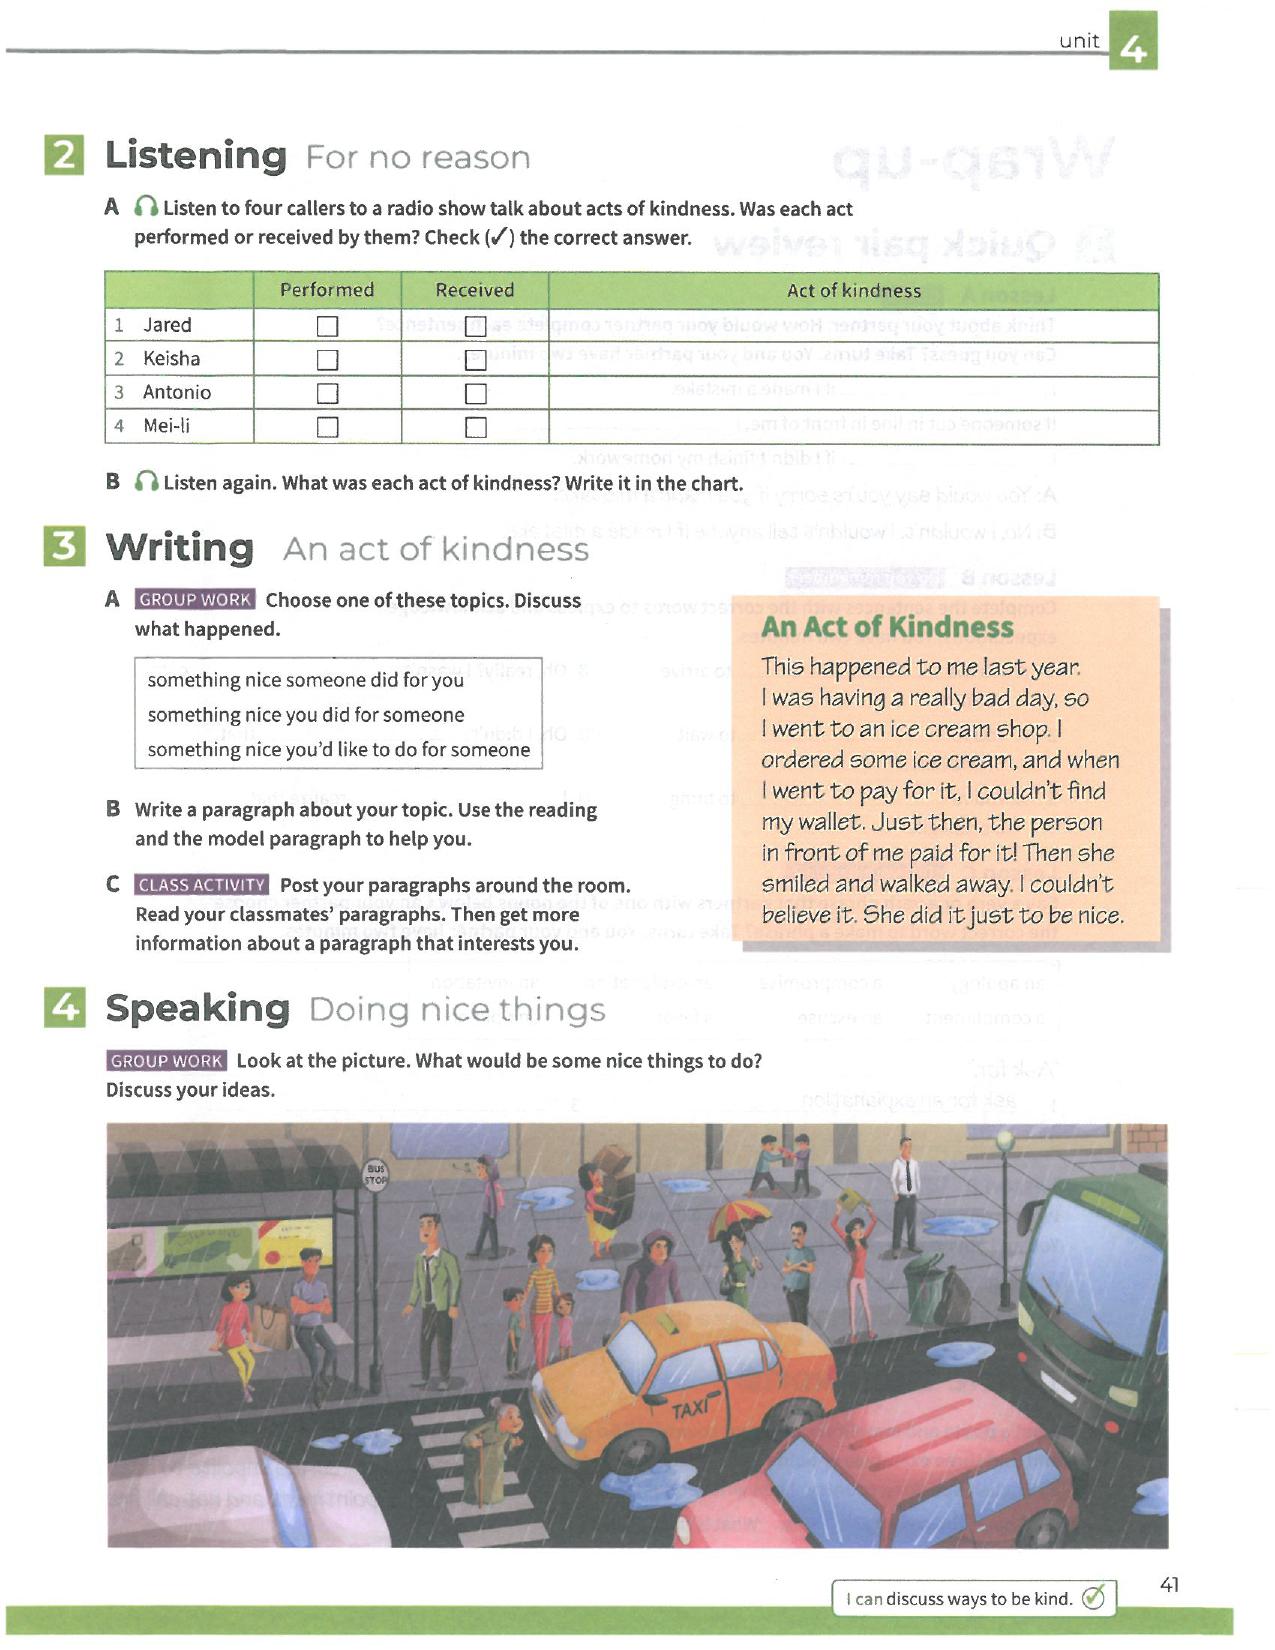 unit 4
2 Listening For no reason
A Listen to four callers to a radio show talk about acts of kindness. Was each act
performed or received by them? Check (✓) the correct answer.
Performed Received Act of kindness
1 Jared
2 Keisha
3 Antonio
4 Mei-li
B Listen again. What was each act of kindness? Write it in the chart.
3 Writing An act of kindness
A GROUP WORK Choose one of these topics. Discuss
what happened.
something nice someone did for you
something nice you did for someone
something nice you'd like to do for someone
B Write a paragraph about your topic. Use the reading
and the model paragraph to help you.
C CLASS ACTIVITY Post your paragraphs around the room.
Read your classmates' paragraphs. Then get more
information about a paragraph that interests you.
An Act of Kindness
This happened to me last year.
I was having a really bad day, so
I went to an ice cream shop. I
ordered some ice cream, and when
I went to pay for it, I couldn't find
my wallet. Just then, the person
in front of me paid for it! Then she
smiled and walked away. I couldn't
believe it. She did it just to be nice.
4 Speaking Doing nice things
GROUP WORK Look at the picture. What would be some nice things to do?
Discuss your ideas.
BUS
STOP
TAXI
I can discuss ways to be kind.
41